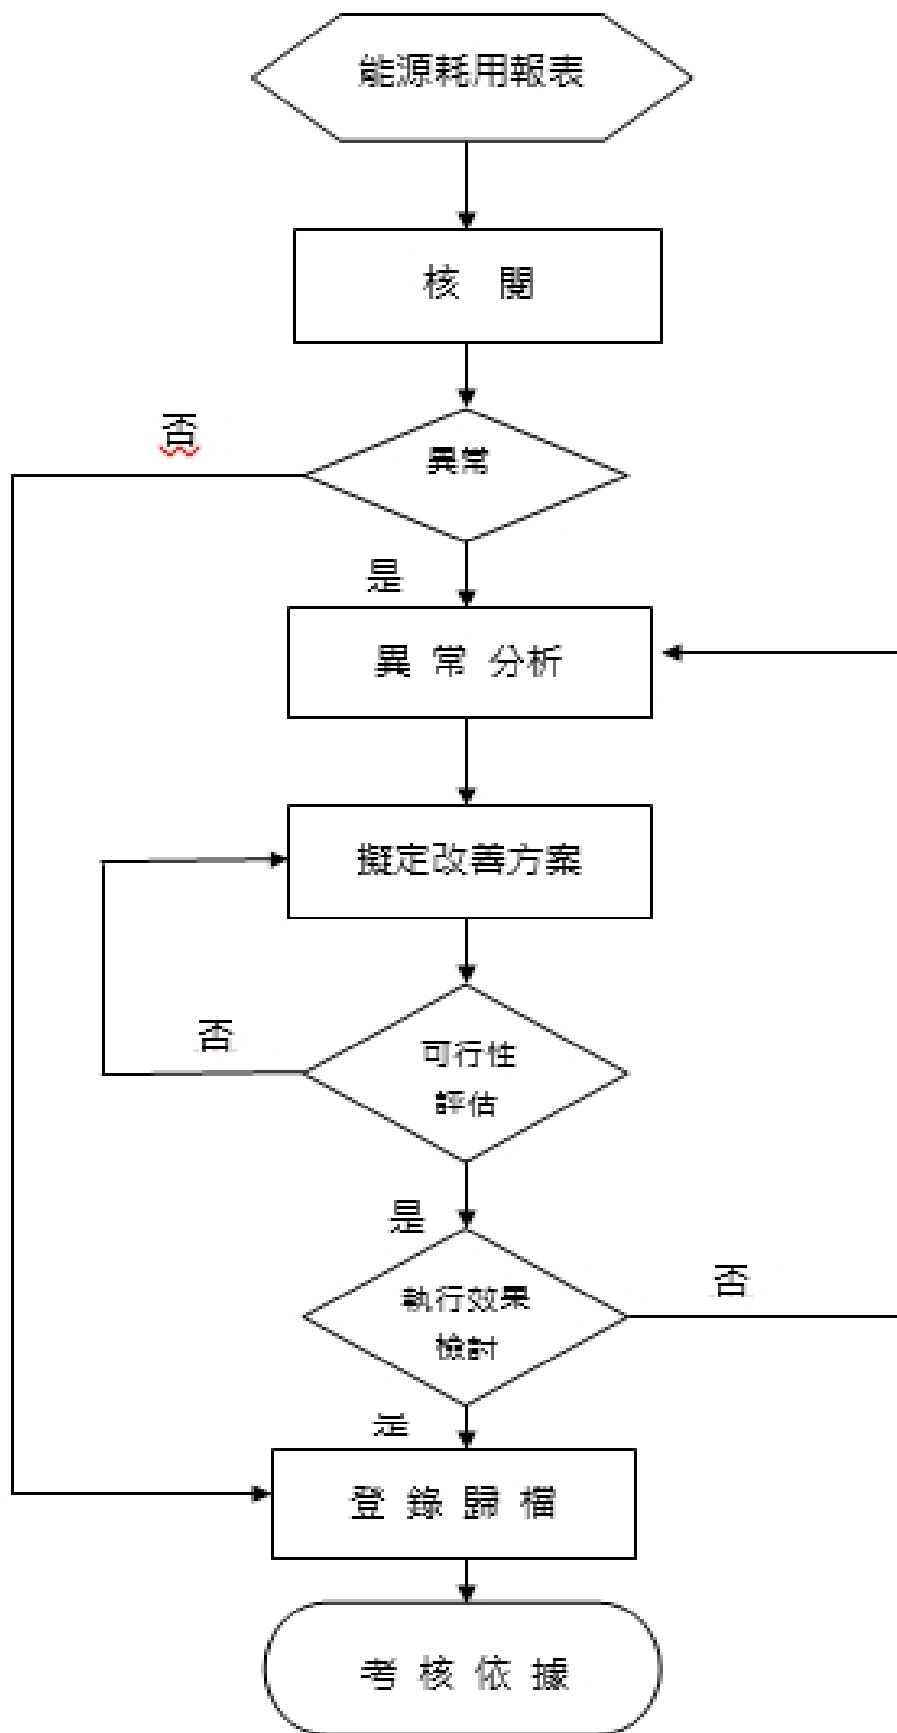 能源耗用報表
核 閱
否
異常
是
異 常 分析
擬定改善方案
否
可行性
評估
是
執行效果
檢討
否
是
登 錄 歸 檔
考 核 依 據